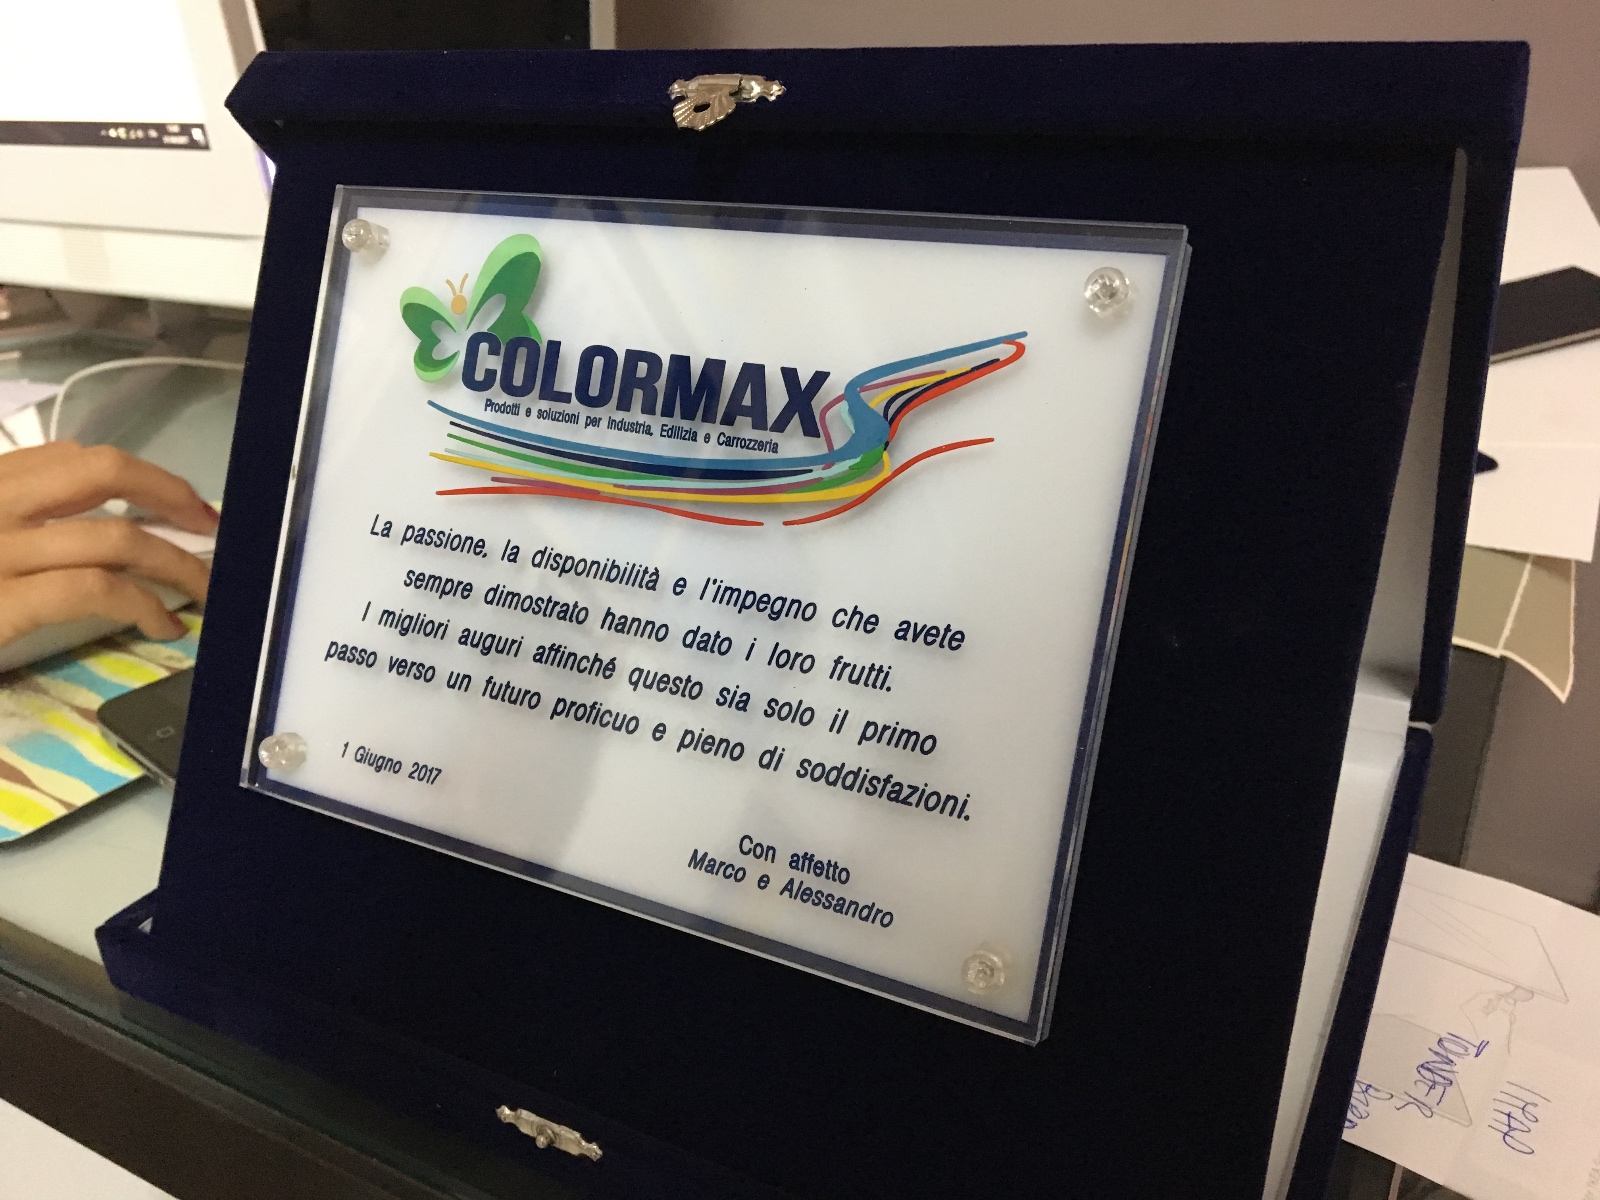 COLORMAX
Prodotti e soluzioni per Industria, Edilizia e Carrozzeria
La passione, la disponibilità e l'impegno che avete
sempre dimostrato hanno dato i loro frutti.
I migliori auguri affinché questo sia solo il primo
passo verso un futuro proficuo e pieno di soddisfazioni.
1 Giugno 2017
Con affetto
Marco e Alessandro